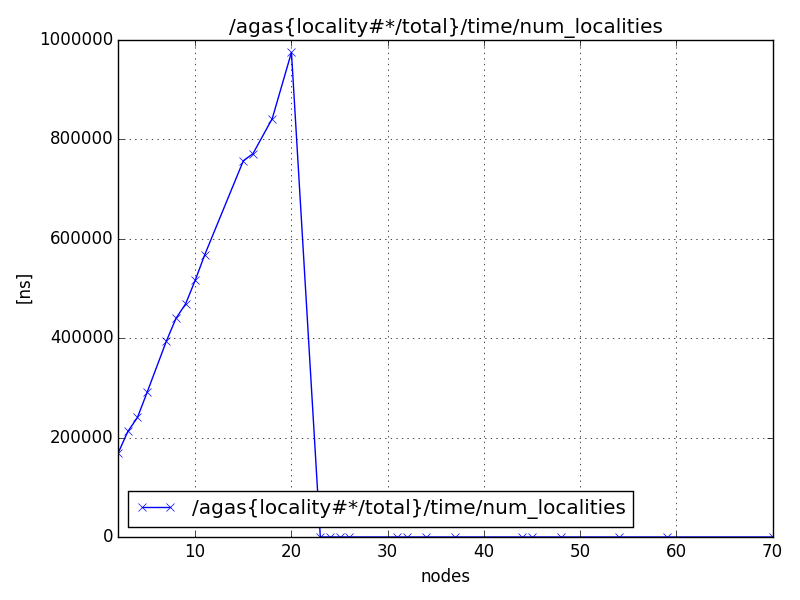 /agas{locality#*/total}/time/num_localities
1000000
800000
600000
400000
200000
0
[ns]
/agas{locality#*/total}/time/num_localities
10 20 30 40 50 60 70
nodes